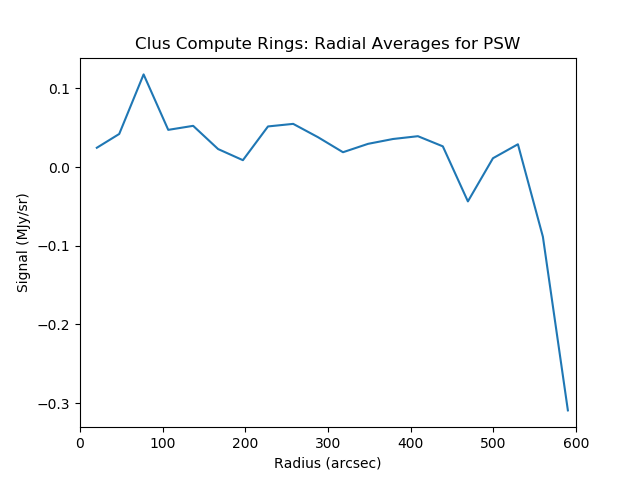 Clus Compute Rings: Radial Averages for PSW
Signal (MJy/sr)
0.1
0.0
−0.1
−0.2
−0.3
0 100 200 300 400 500 600
Radius (arcsec)